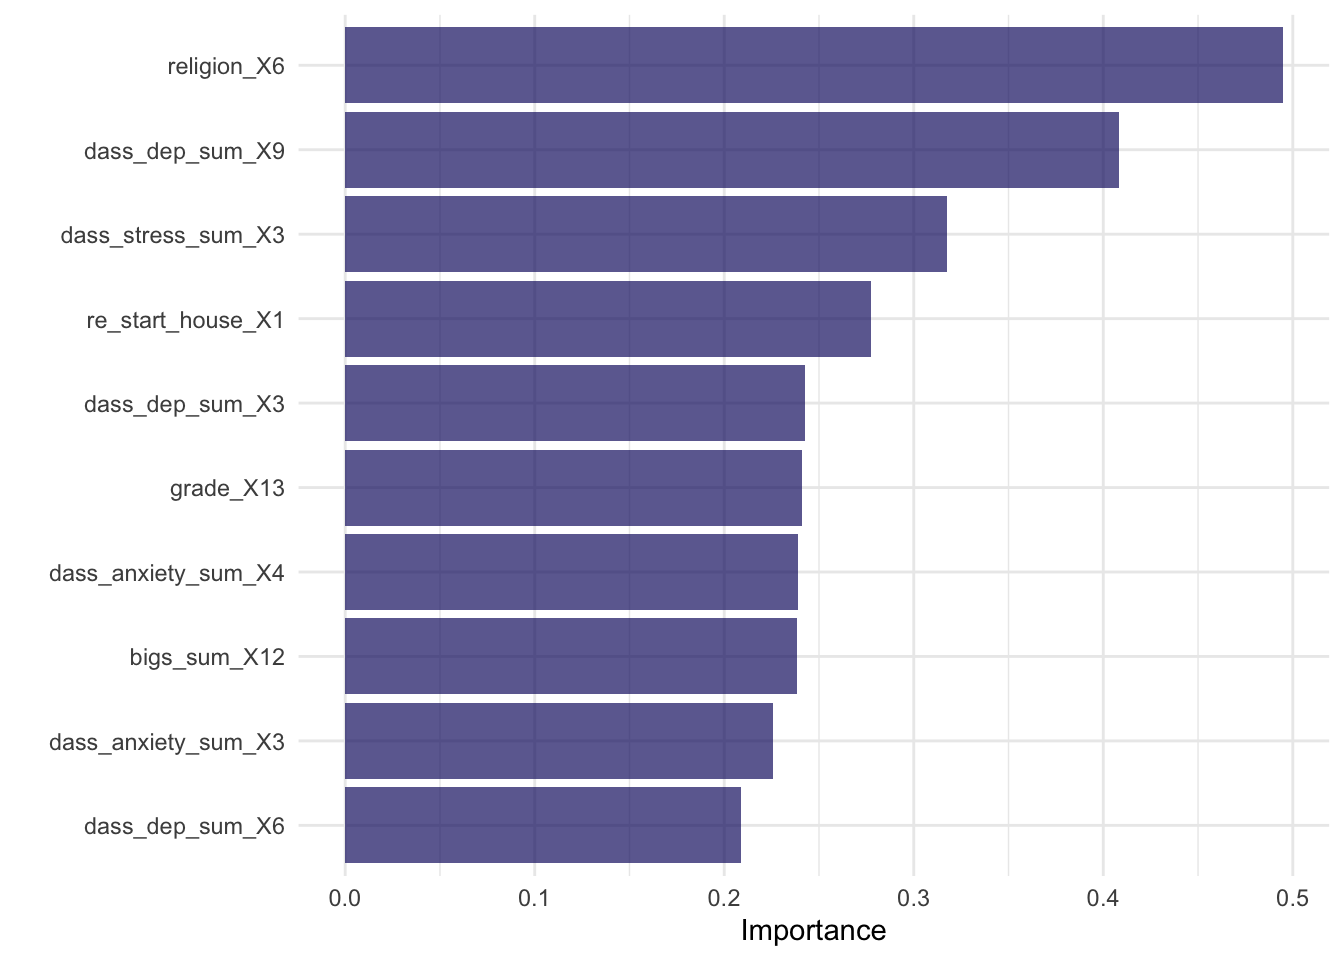 religion_X6
dass_dep_sum_X9
dass_stress_sum_X3
re_start_house_X1
dass_dep_sum_X3
grade_X13
dass_anxiety_sum_X4
bigs_sum_X12
dass_anxiety_sum_X3
dass_dep_sum_X6
0.0 0.1 0.2 0.3 0.4 0.5
Importance